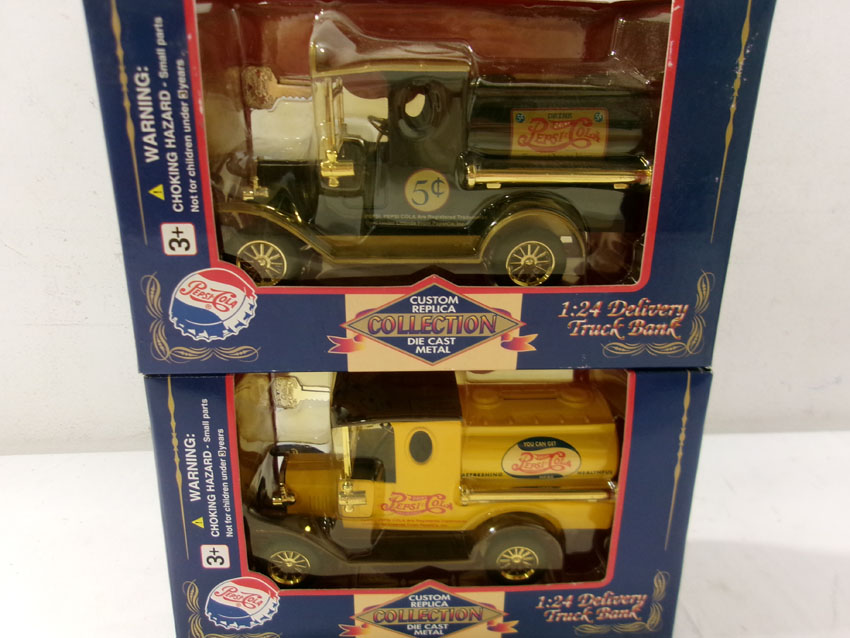 WARNING:
CHOKING HAZARD - Small parts
Not for children under 3 years
3+
PEPSI-COLA
5¢
PEPSI-COLA
CUSTOM
REPLICA
COLLECTION
DIE CAST
METAL
1:24 Delivery
Truck Bank
WARNING:
CHOKING HAZARD - Small parts
Not for children under 3 years
3+
PEPSI-COLA
PEPSI-COLA
YOU CAN GET
PEPSI-COLA
HERE
REFRESHING
HEALTHFUL
CUSTOM
REPLICA
COLLECTION
DIE CAST
METAL
1:24 Delivery
Truck Bank